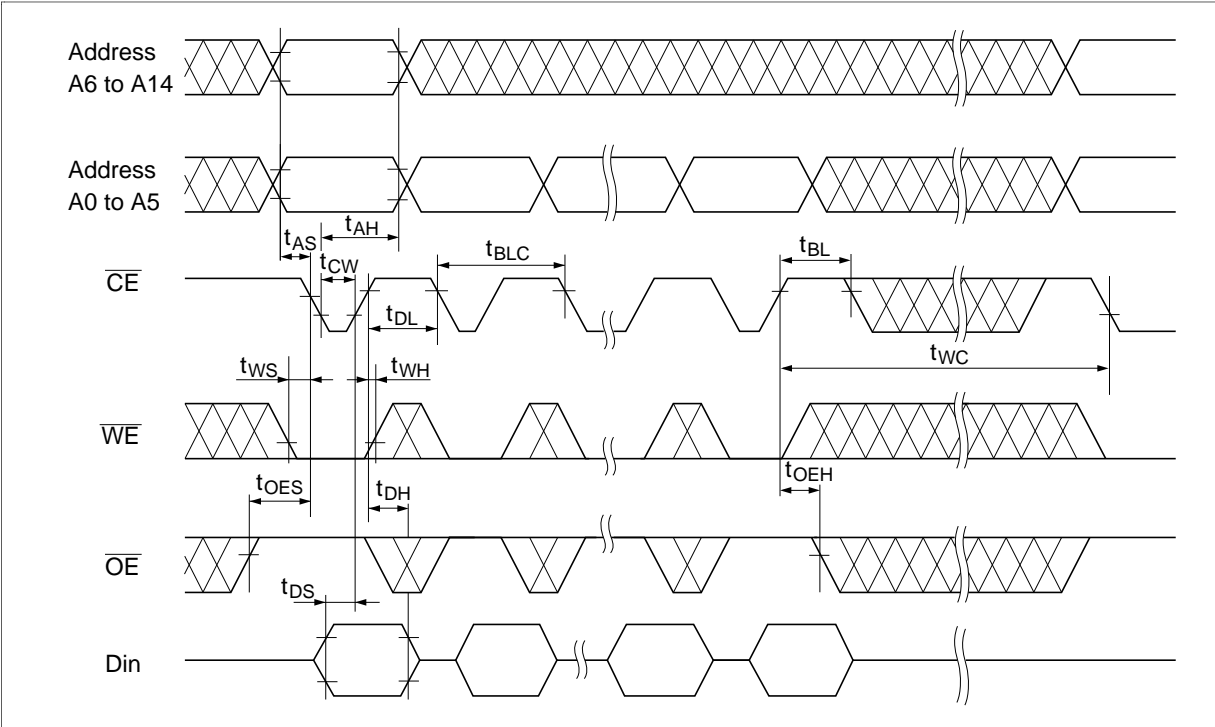 Address
A6 to A14
Address
A0 to A5
tAS
tAH
tCW
tBLC
tBL
CE
tDL
tWC
tWS
tWH
WE
tOES
tDH
tOEH
OE
tDS
Din